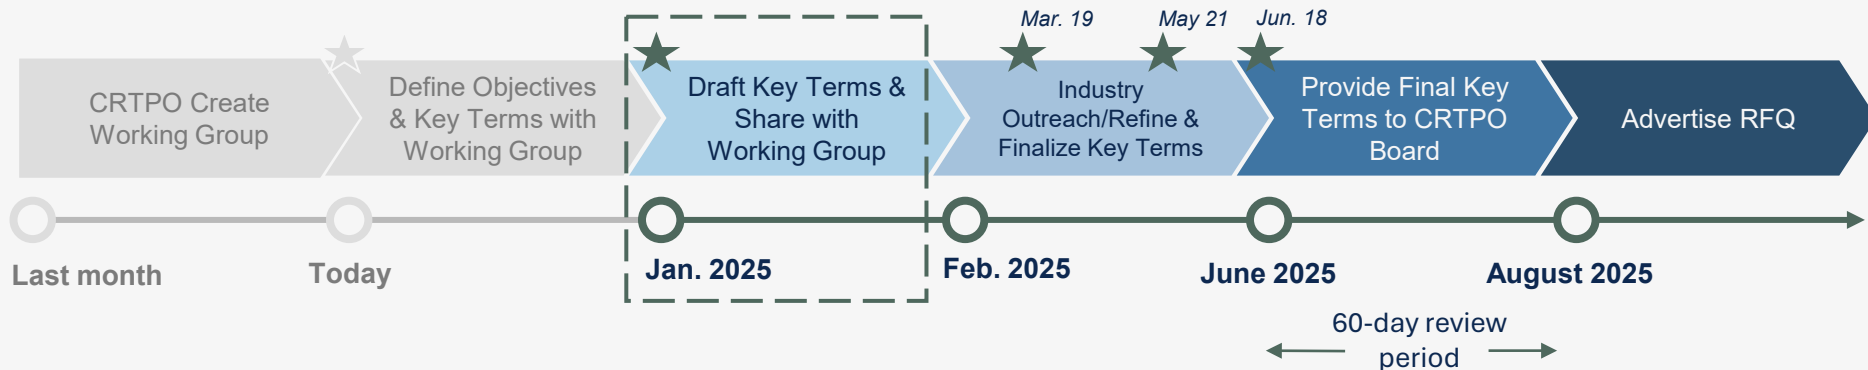 Mar. 19
May 21
Jun. 18
CRTPO Create
Working Group
Define Objectives
& Key Terms with
Working Group
Draft Key Terms &
Share with
Working Group
Industry
Outreach/Refine &
Finalize Key Terms
Provide Final Key
Terms to CRTPO
Board
Advertise RFQ
Last month
Today
Jan. 2025
Feb. 2025
June 2025
August 2025
60-day review
period